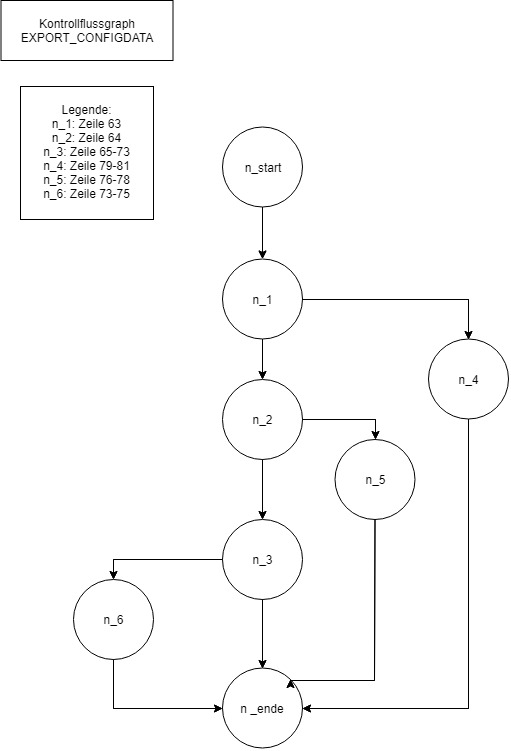 Kontrollflussgraph
EXPORT_CONFIGDATA
Legende:
n_1: Zeile 63
n_2: Zeile 64
n_3: Zeile 65-73
n_4: Zeile 79-81
n_5: Zeile 76-78
n_6: Zeile 73-75
n_start
n_1
n_4
n_2
n_5
n_3
n_6
n _ende